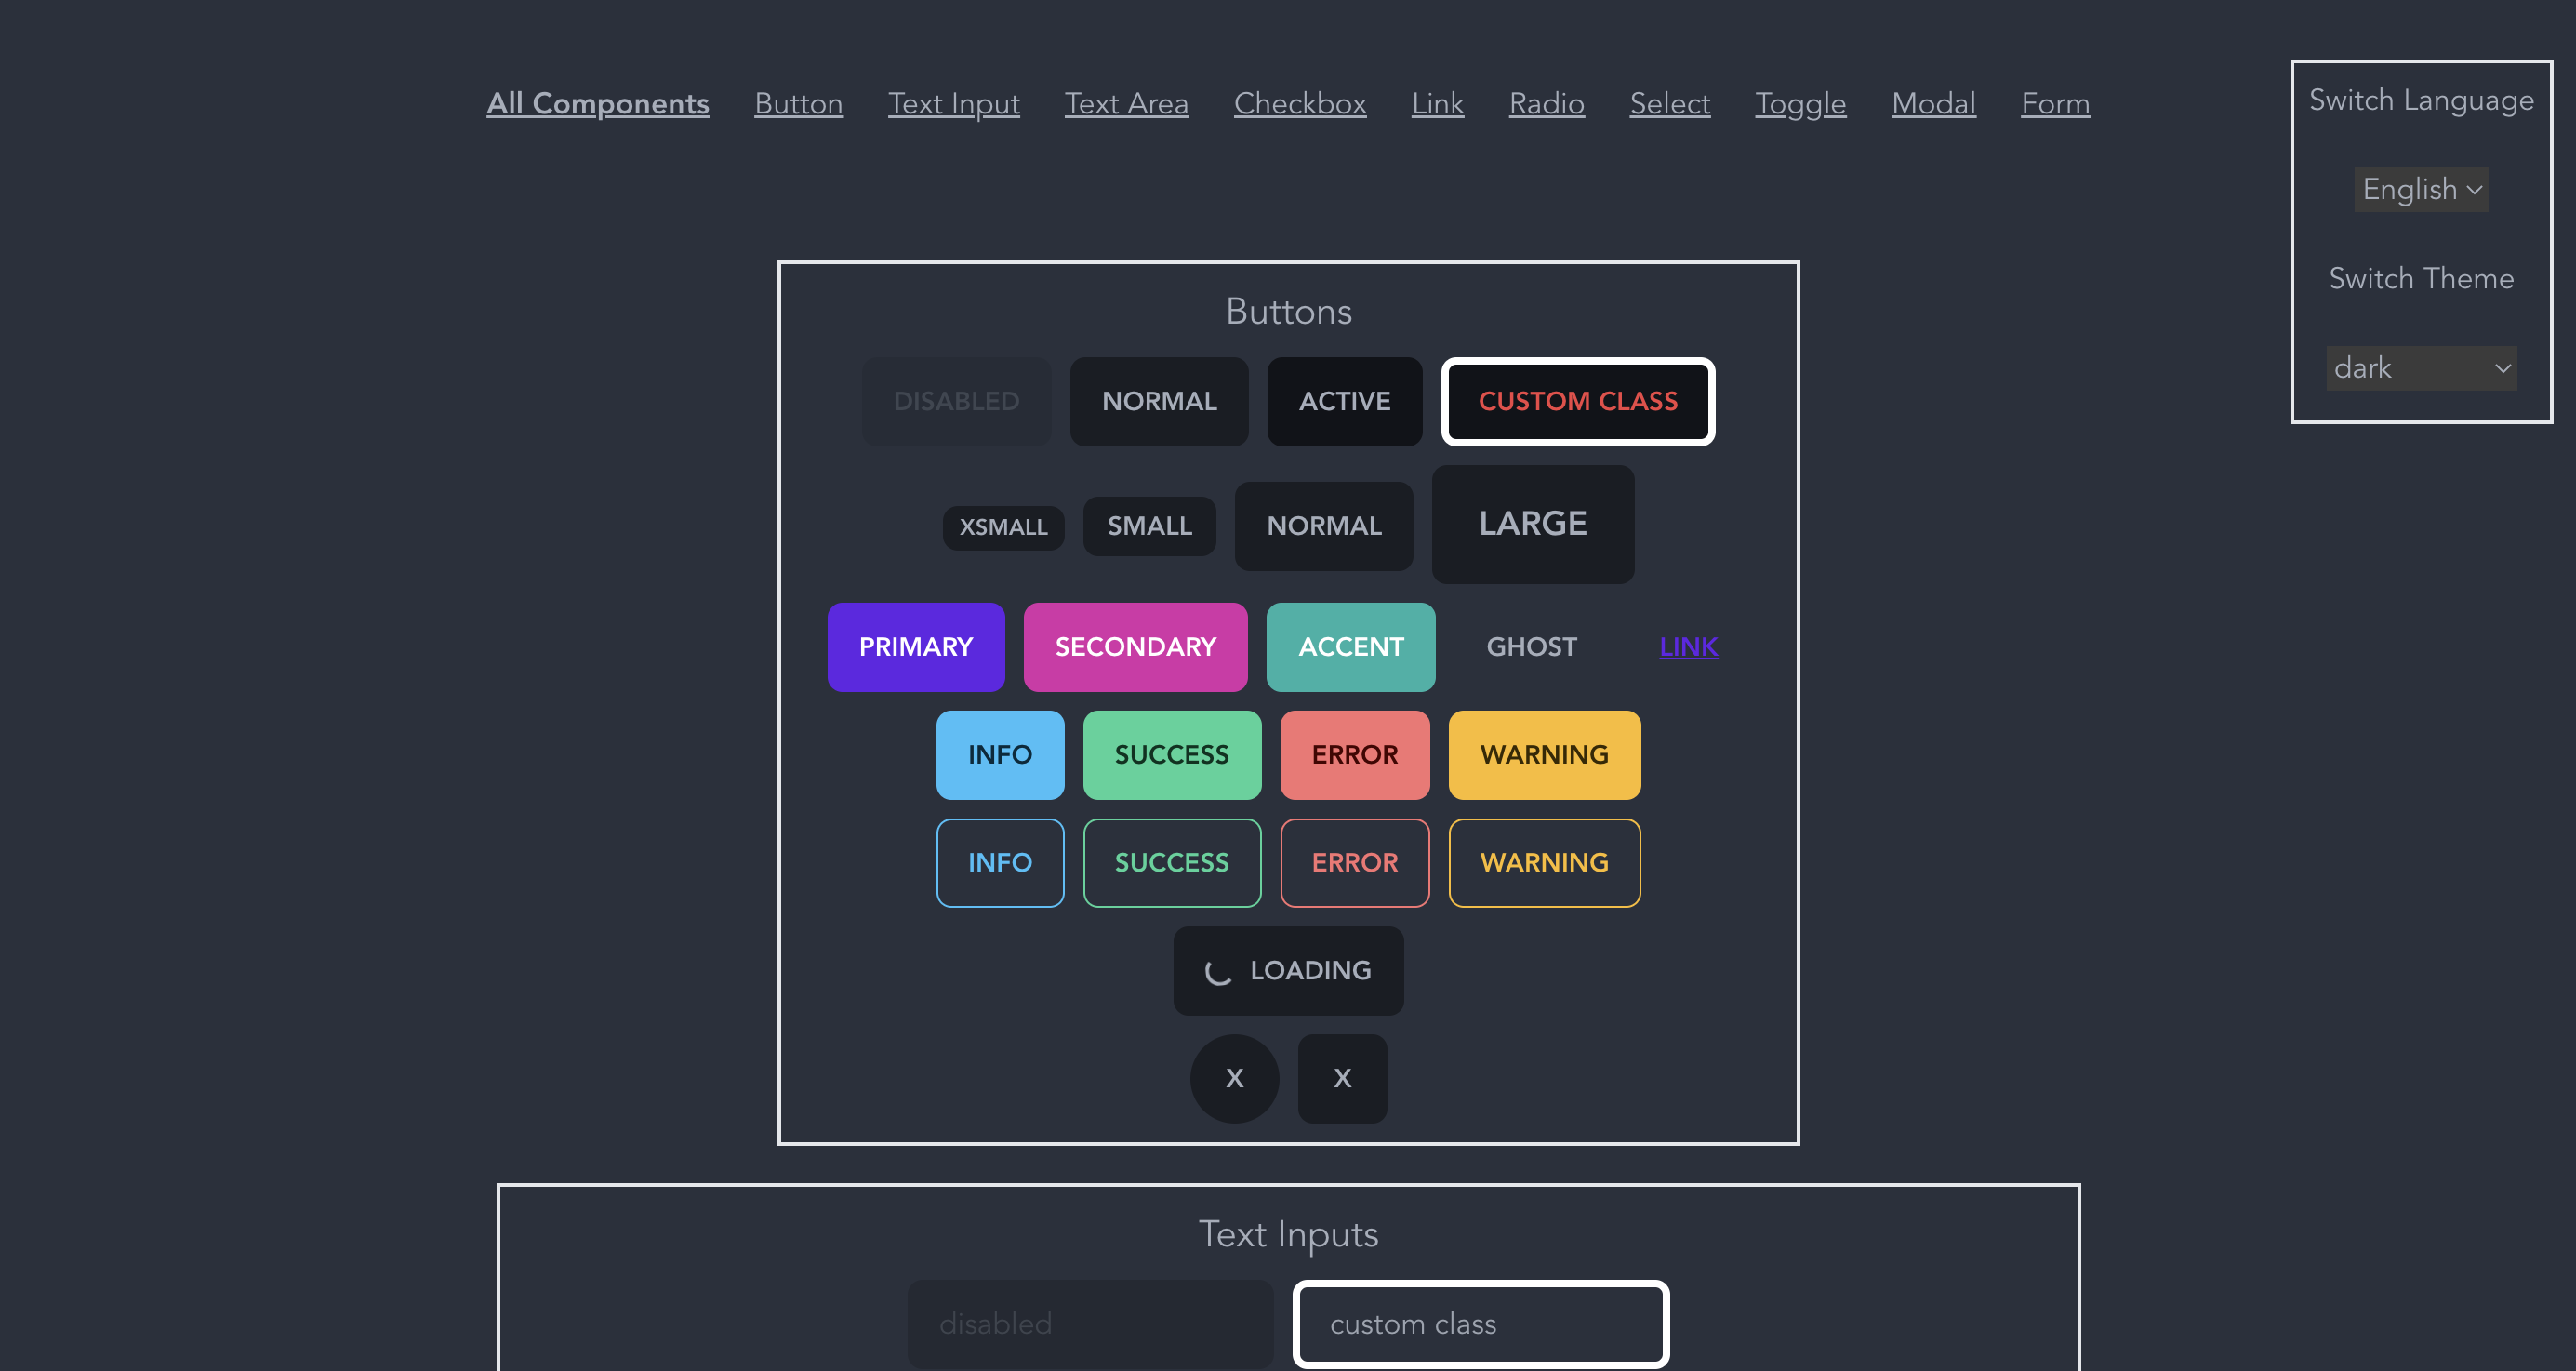 All Components Button Text Input Text Area Checkbox Link Radio Select Toggle Modal Form
Switch Language
English
Switch Theme
dark
Buttons
DISABLED NORMAL ACTIVE CUSTOM CLASS
XSMALL SMALL NORMAL LARGE
PRIMARY SECONDARY ACCENT GHOST LINK
INFO SUCCESS ERROR WARNING
INFO SUCCESS ERROR WARNING
LOADING
X X
Text Inputs
disabled custom class